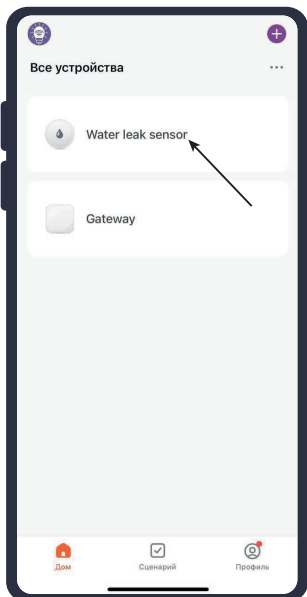 Все устройства
Water leak sensor
Gateway
Дом Сценарий Профиль